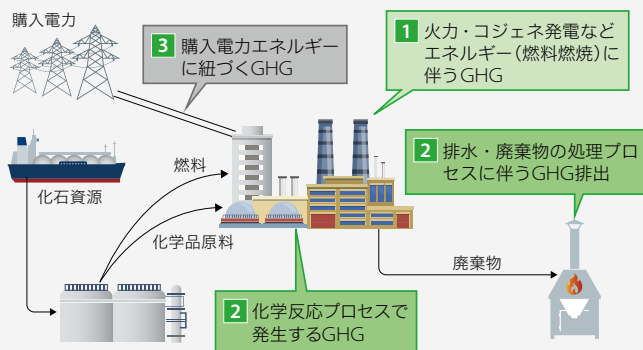 購入電力
3 購入電力エネルギー
に紐づくGHG
1 火力・コジェネ発電など
エネルギー（燃料燃焼）に
伴うGHG
2 排水・廃棄物の処理プロ
セスに伴うGHG排出
燃料
化石資源
化学品原料
廃棄物
2 化学反応プロセスで
発生するGHG